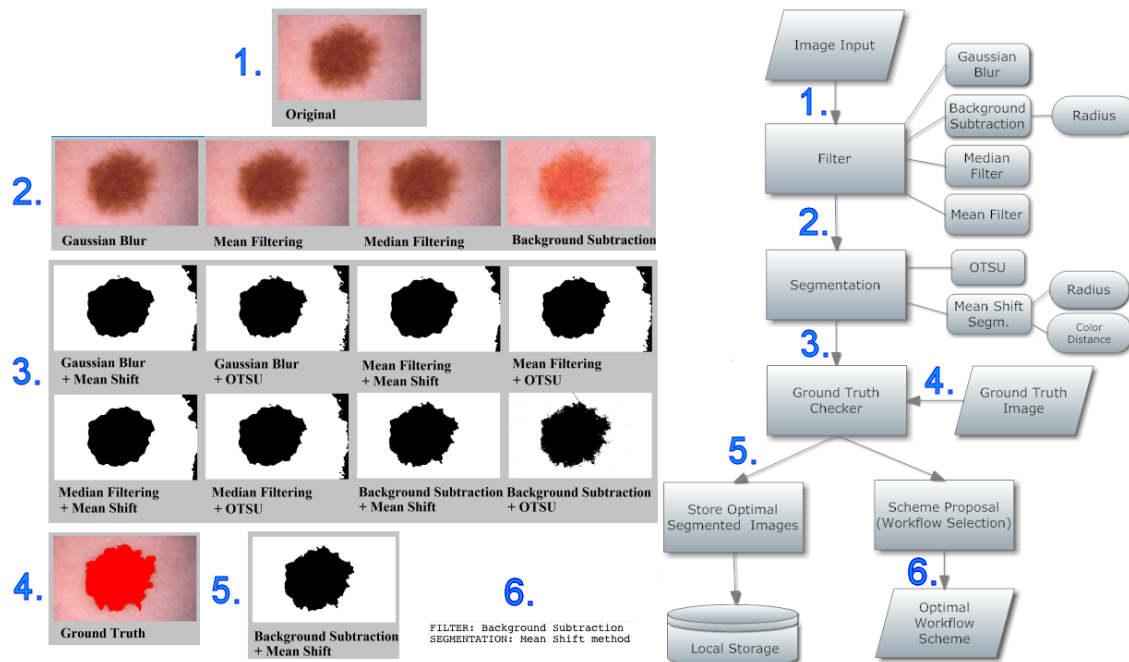 1.
Original
2.
Gaussian Blur
Mean Filtering
Median Filtering
Background Subtraction
3.
Gaussian Blur
+ Mean Shift
Gaussian Blur
+ OTSU
Mean Filtering
+ Mean Shift
Mean Filtering
+ OTSU
Median Filtering
+ Mean Shift
Median Filtering
+ OTSU
Background Subtraction
+ Mean Shift
Background Subtraction
+ OTSU
4.
Ground Truth
5.
Background Subtraction
+ Mean Shift
6.
FILTER: Background Subtraction
SEGMENTATION: Mean Shift method
Image Input
1.
Filter
Gaussian
Blur
Background
Subtraction
Radius
Median
Filter
Mean Filter
2.
Segmentation
OTSU
Mean Shift
Segm.
Radius
Color
Distance
3.
Ground Truth
Checker
4.
Ground Truth
Image
5.
Store Optimal
Segmented Images
Scheme Proposal
(Workflow Selection)
6.
Local Storage
Optimal
Workflow
Scheme